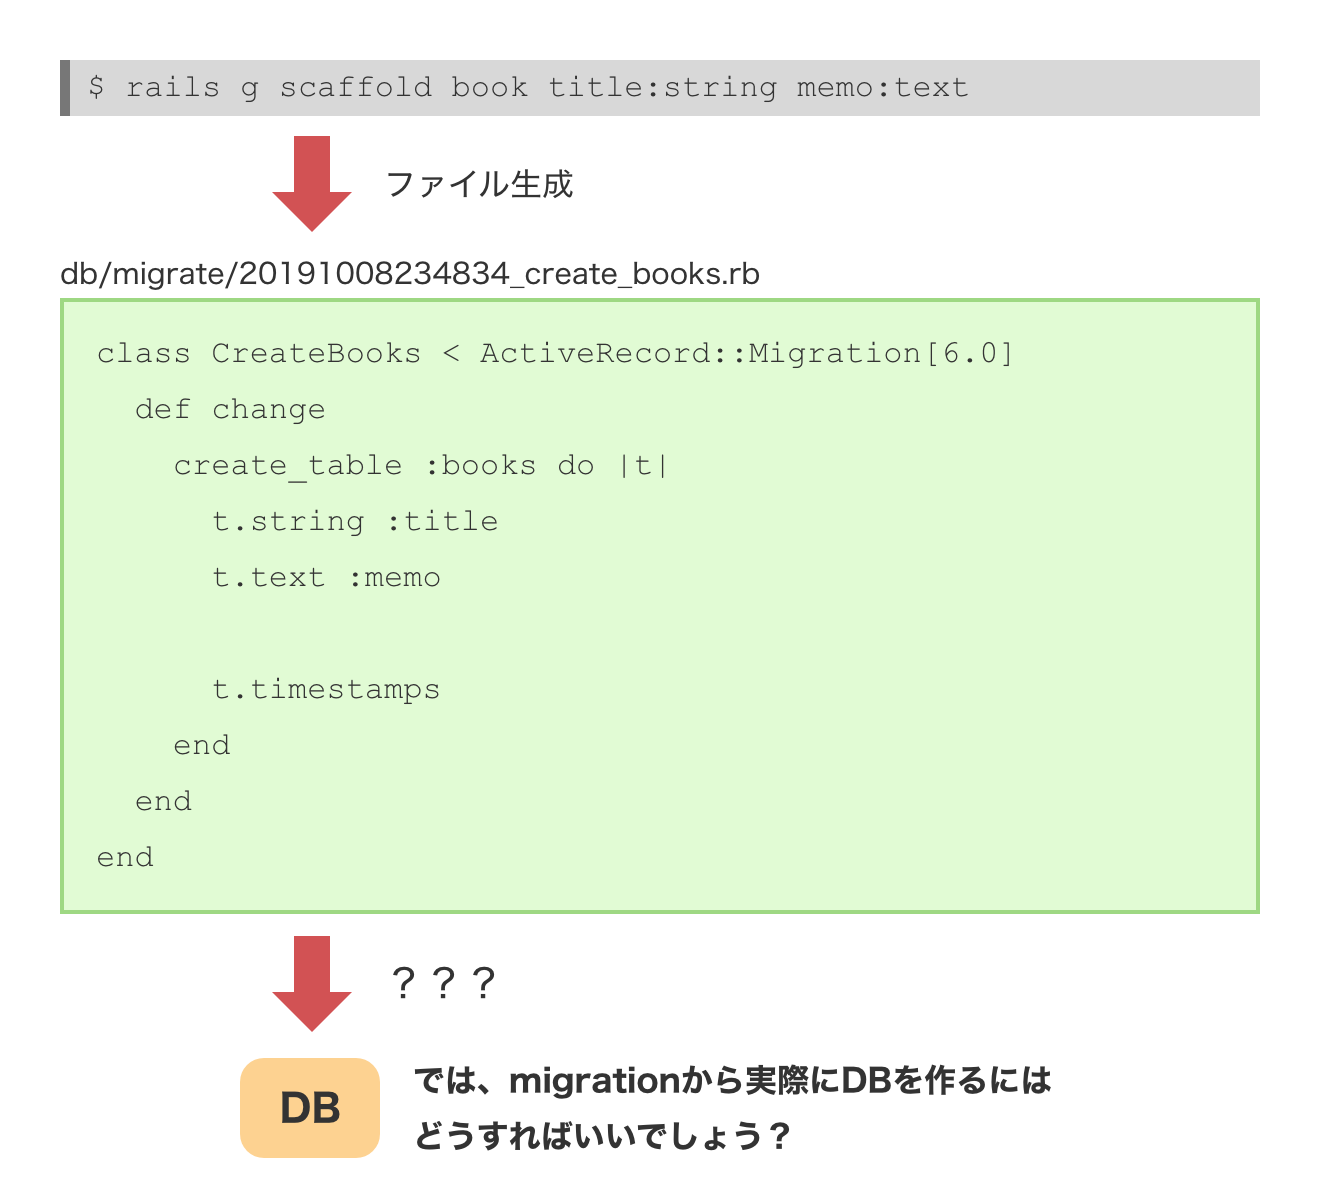 $ rails g scaffold book title:string memo:text
ファイル生成
db/migrate/20191008234834_create_books.rb
class CreateBooks < ActiveRecord::Migration[6.0]
  def change
    create_table :books do |t|
      t.string :title
      t.text :memo
      t.timestamps
    end
  end
end
？？？
DB
では、migrationから実際にDBを作るには
どうすればいいでしょう？